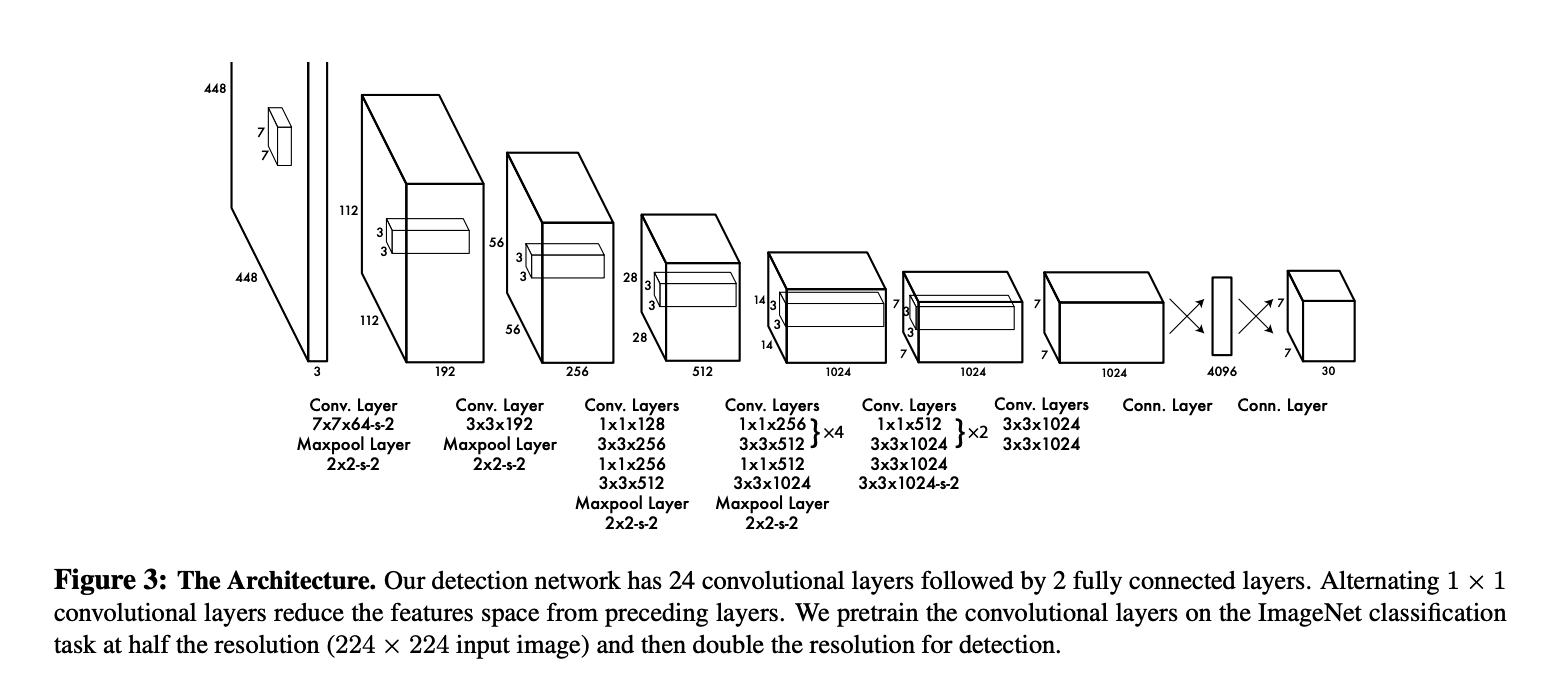 448
7
7
448
3
112
3
3
112
192
56
3
3
56
256
28
3
3
28
512
14
3
3
14
1024
7
3
3
7
1024
7
7
1024
4096
7
7
30
Conv. Layer
7x7x64-s-2
Maxpool Layer
2x2-s-2
Conv. Layer
3x3x192
Maxpool Layer
2x2-s-2
Conv. Layers
1x1x128
3x3x256
1x1x256
3x3x512
Maxpool Layer
2x2-s-2
Conv. Layers
1x1x256
3x3x512
}×4
1x1x512
3x3x1024
Maxpool Layer
2x2-s-2
Conv. Layers
1x1x512
3x3x1024
}×2
3x3x1024
3x3x1024-s-2
Conv. Layers
3x3x1024
3x3x1024
Conn. Layer
Conn. Layer
Figure 3: The Architecture. Our detection network has 24 convolutional layers followed by 2 fully connected layers. Alternating 1 × 1
convolutional layers reduce the features space from preceding layers. We pretrain the convolutional layers on the ImageNet classification
task at half the resolution (224 × 224 input image) and then double the resolution for detection.